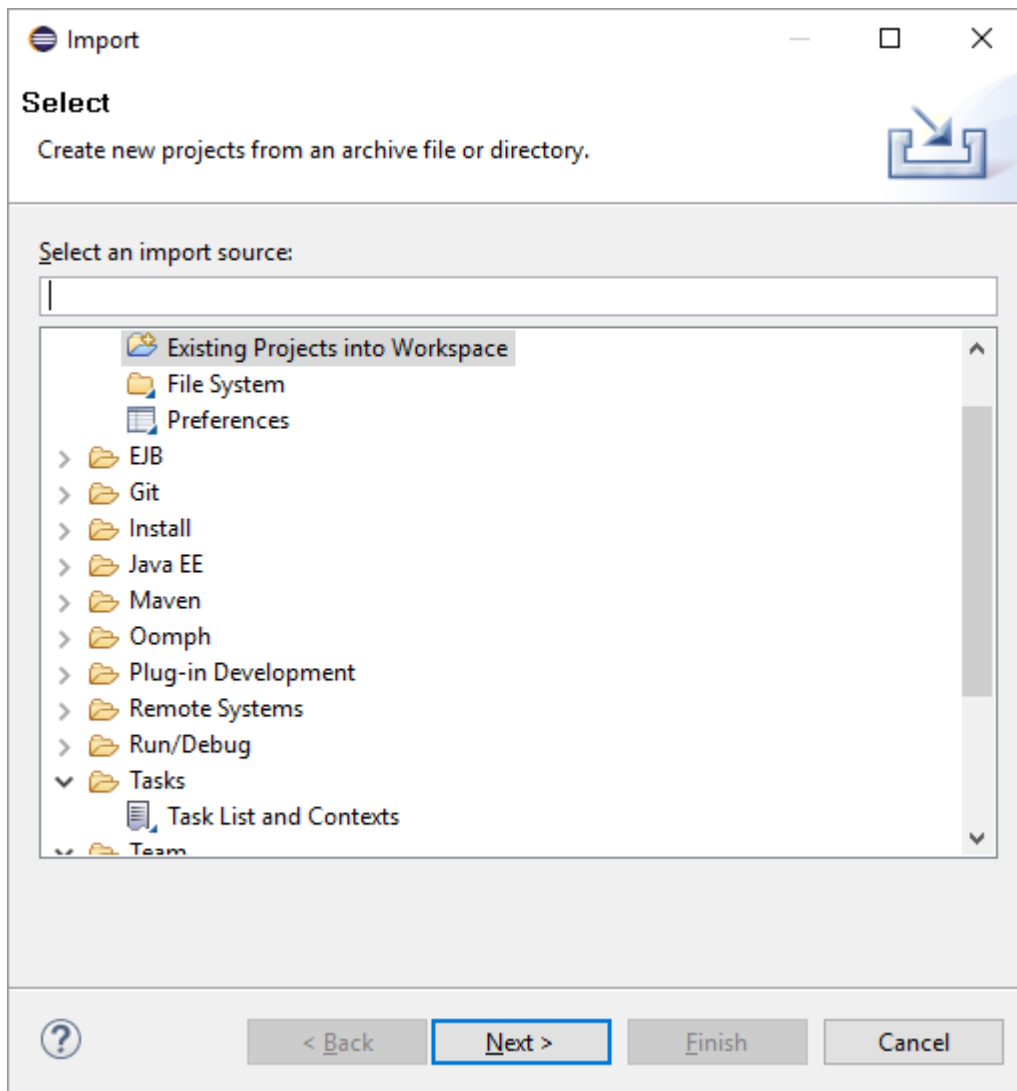 Import
Select
Create new projects from an archive file or directory.
Select an import source:
Existing Projects into Workspace
File System
Preferences
EJB
Git
Install
Java EE
Maven
Oomph
Plug-in Development
Remote Systems
Run/Debug
Tasks
Task List and Contexts
Team
?
< Back
Next >
Finish
Cancel